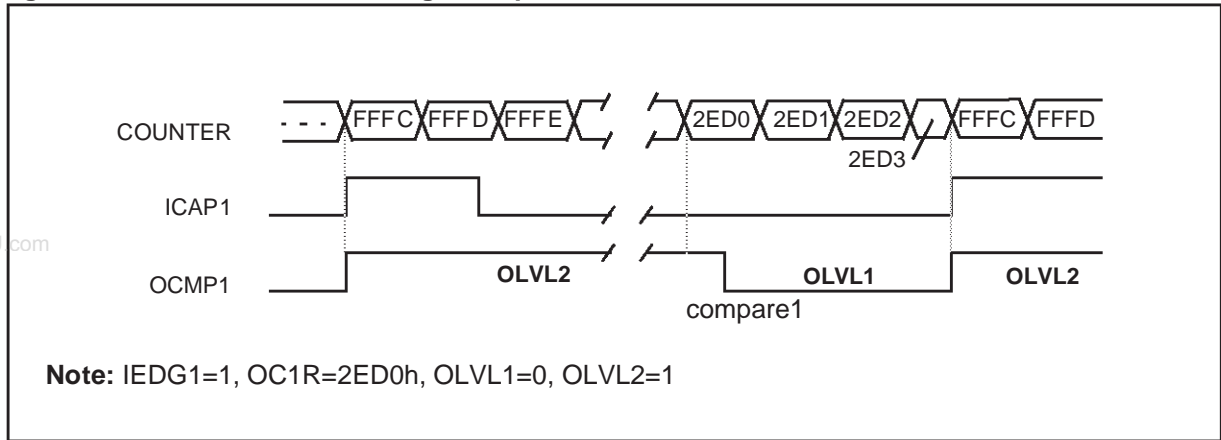 COUNTER
- - - FFFC FFFD FFFE 2ED0 2ED1 2ED2 FFFC FFFD
2ED3
ICAP1
.com
OCMP1
OLVL2 OLVL1 OLVL2
compare1
Note: IEDG1=1, OC1R=2ED0h, OLVL1=0, OLVL2=1